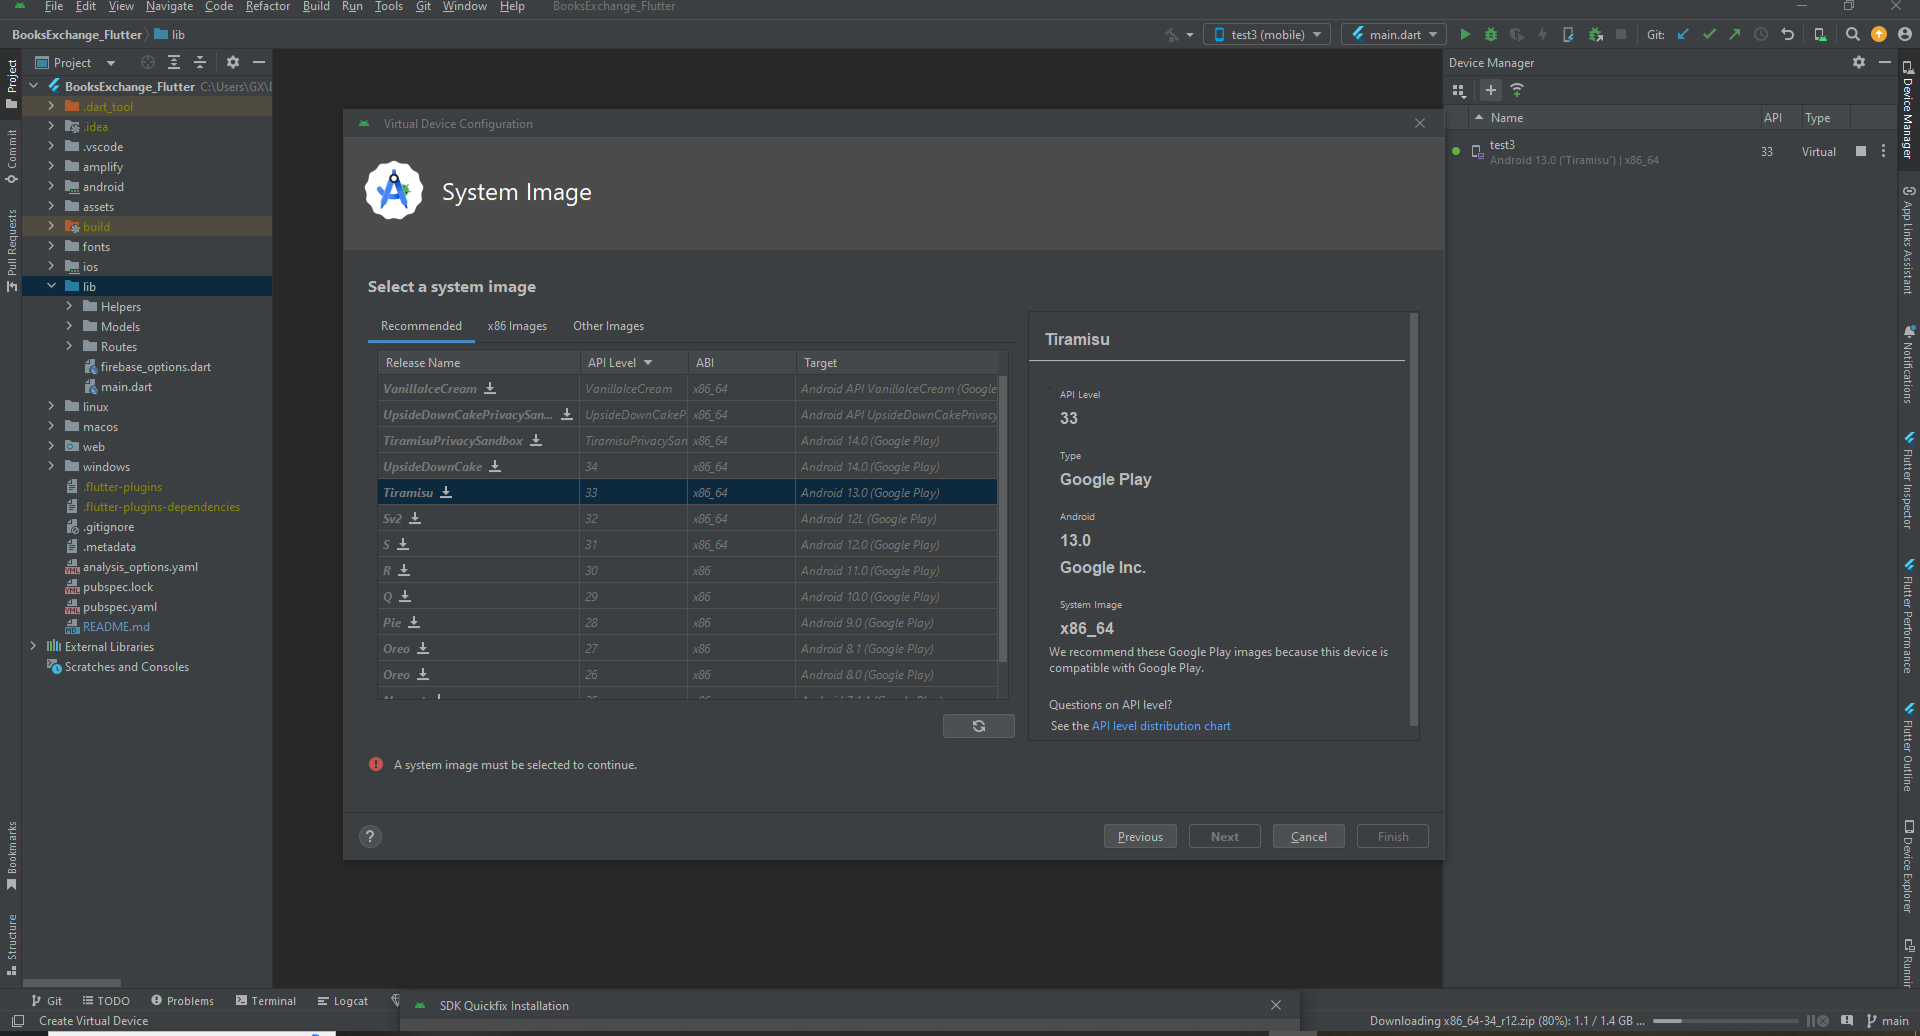 File Edit View Navigate Code Refactor Build Run Tools Git Window Help BooksExchange_Flutter
BooksExchange_Flutter lib
test3 (mobile) main.dart Git:
Project
Commit
Pull Requests
Bookmarks
Structure
Project
BooksExchange_Flutter C:\Users\GX\
.dart_tool
.idea
.vscode
amplify
android
assets
build
fonts
ios
lib
Helpers
Models
Routes
firebase_options.dart
main.dart
linux
macos
web
windows
.flutter-plugins
.flutter-plugins-dependencies
.gitignore
.metadata
analysis_options.yaml
pubspec.lock
pubspec.yaml
README.md
External Libraries
Scratches and Consoles
Virtual Device Configuration
System Image
Select a system image
Recommended x86 Images Other Images
Release Name API Level ABI Target
VanillaIceCream VanillaIceCream x86_64 Android API VanillaIceCream (Google
UpsideDownCakePrivacySan... UpsideDownCakeP x86_64 Android API UpsideDownCakePrivacy
TiramisuPrivacySandbox TiramisuPrivacySan x86_64 Android 14.0 (Google Play)
UpsideDownCake 34 x86_64 Android 14.0 (Google Play)
Tiramisu 33 x86_64 Android 13.0 (Google Play)
Sv2 32 x86_64 Android 12L (Google Play)
S 31 x86_64 Android 12.0 (Google Play)
R 30 x86 Android 11.0 (Google Play)
Q 29 x86 Android 10.0 (Google Play)
Pie 28 x86 Android 9.0 (Google Play)
Oreo 27 x86 Android 8.1 (Google Play)
Oreo 26 x86 Android 8.0 (Google Play)
Tiramisu
API Level
33
Type
Google Play
Android
13.0
Google Inc.
System Image
x86_64
We recommend these Google Play images because this device is
compatible with Google Play.
Questions on API level?
See the API level distribution chart
A system image must be selected to continue.
?
Previous Next Cancel Finish
Device Manager
Name API Type
test3
Android 13.0 ("Tiramisu") | x86_64
33 Virtual
Device Manager
App Links Assistant
Notifications
Flutter Inspector
Flutter Performance
Flutter Outline
Device Explorer
Runnin
Git TODO Problems Terminal Logcat
SDK Quickfix Installation
Create Virtual Device
Downloading x86_64-34_r12.zip (80%): 1.1 / 1.4 GB ... main